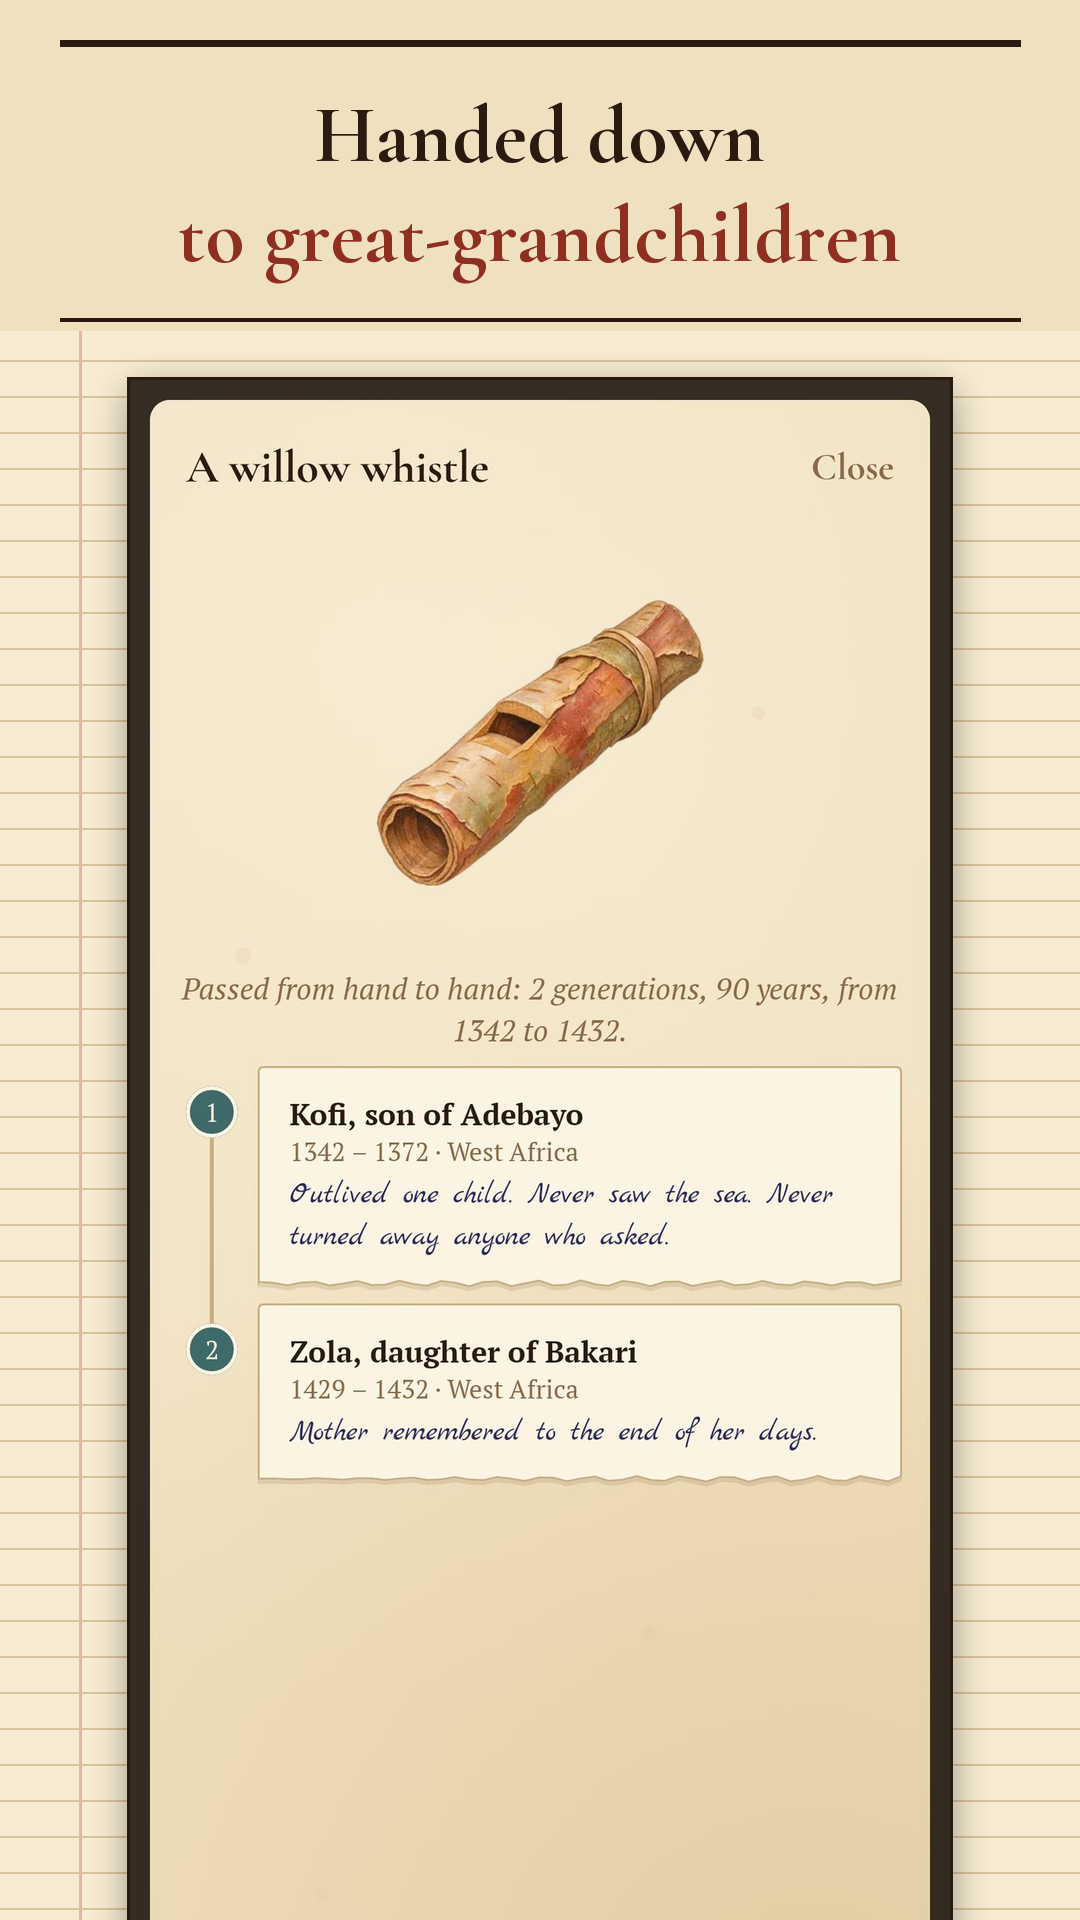 Handed down
to great-grandchildren
A willow whistle
Close
Passed from hand to hand: 2 generations, 90 years, from
1342 to 1432.
1
Kofi, son of Adebayo
1342 – 1372 · West Africa
Outlived one child. Never saw the sea. Never
turned away anyone who asked.
2
Zola, daughter of Bakari
1429 – 1432 · West Africa
Mother remembered to the end of her days.